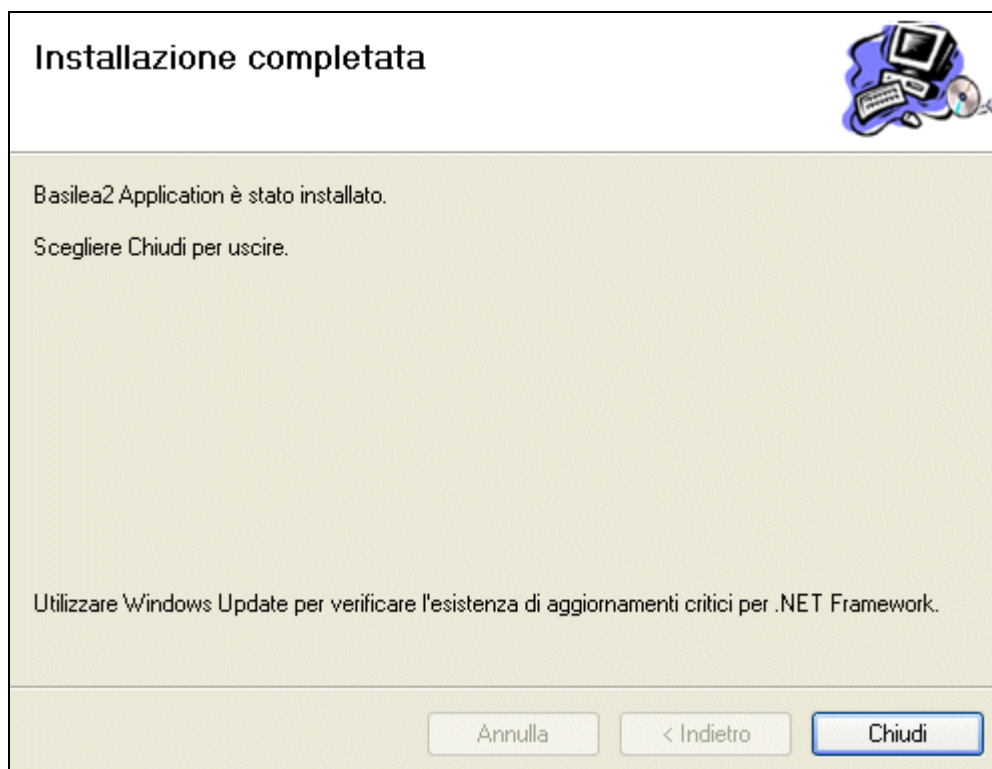 Installazione completata
Basilea2 Application è stato installato.
Scegliere Chiudi per uscire.
Utilizzare Windows Update per verificare l'esistenza di aggiornamenti critici per .NET Framework.
Annulla
< Indietro
Chiudi